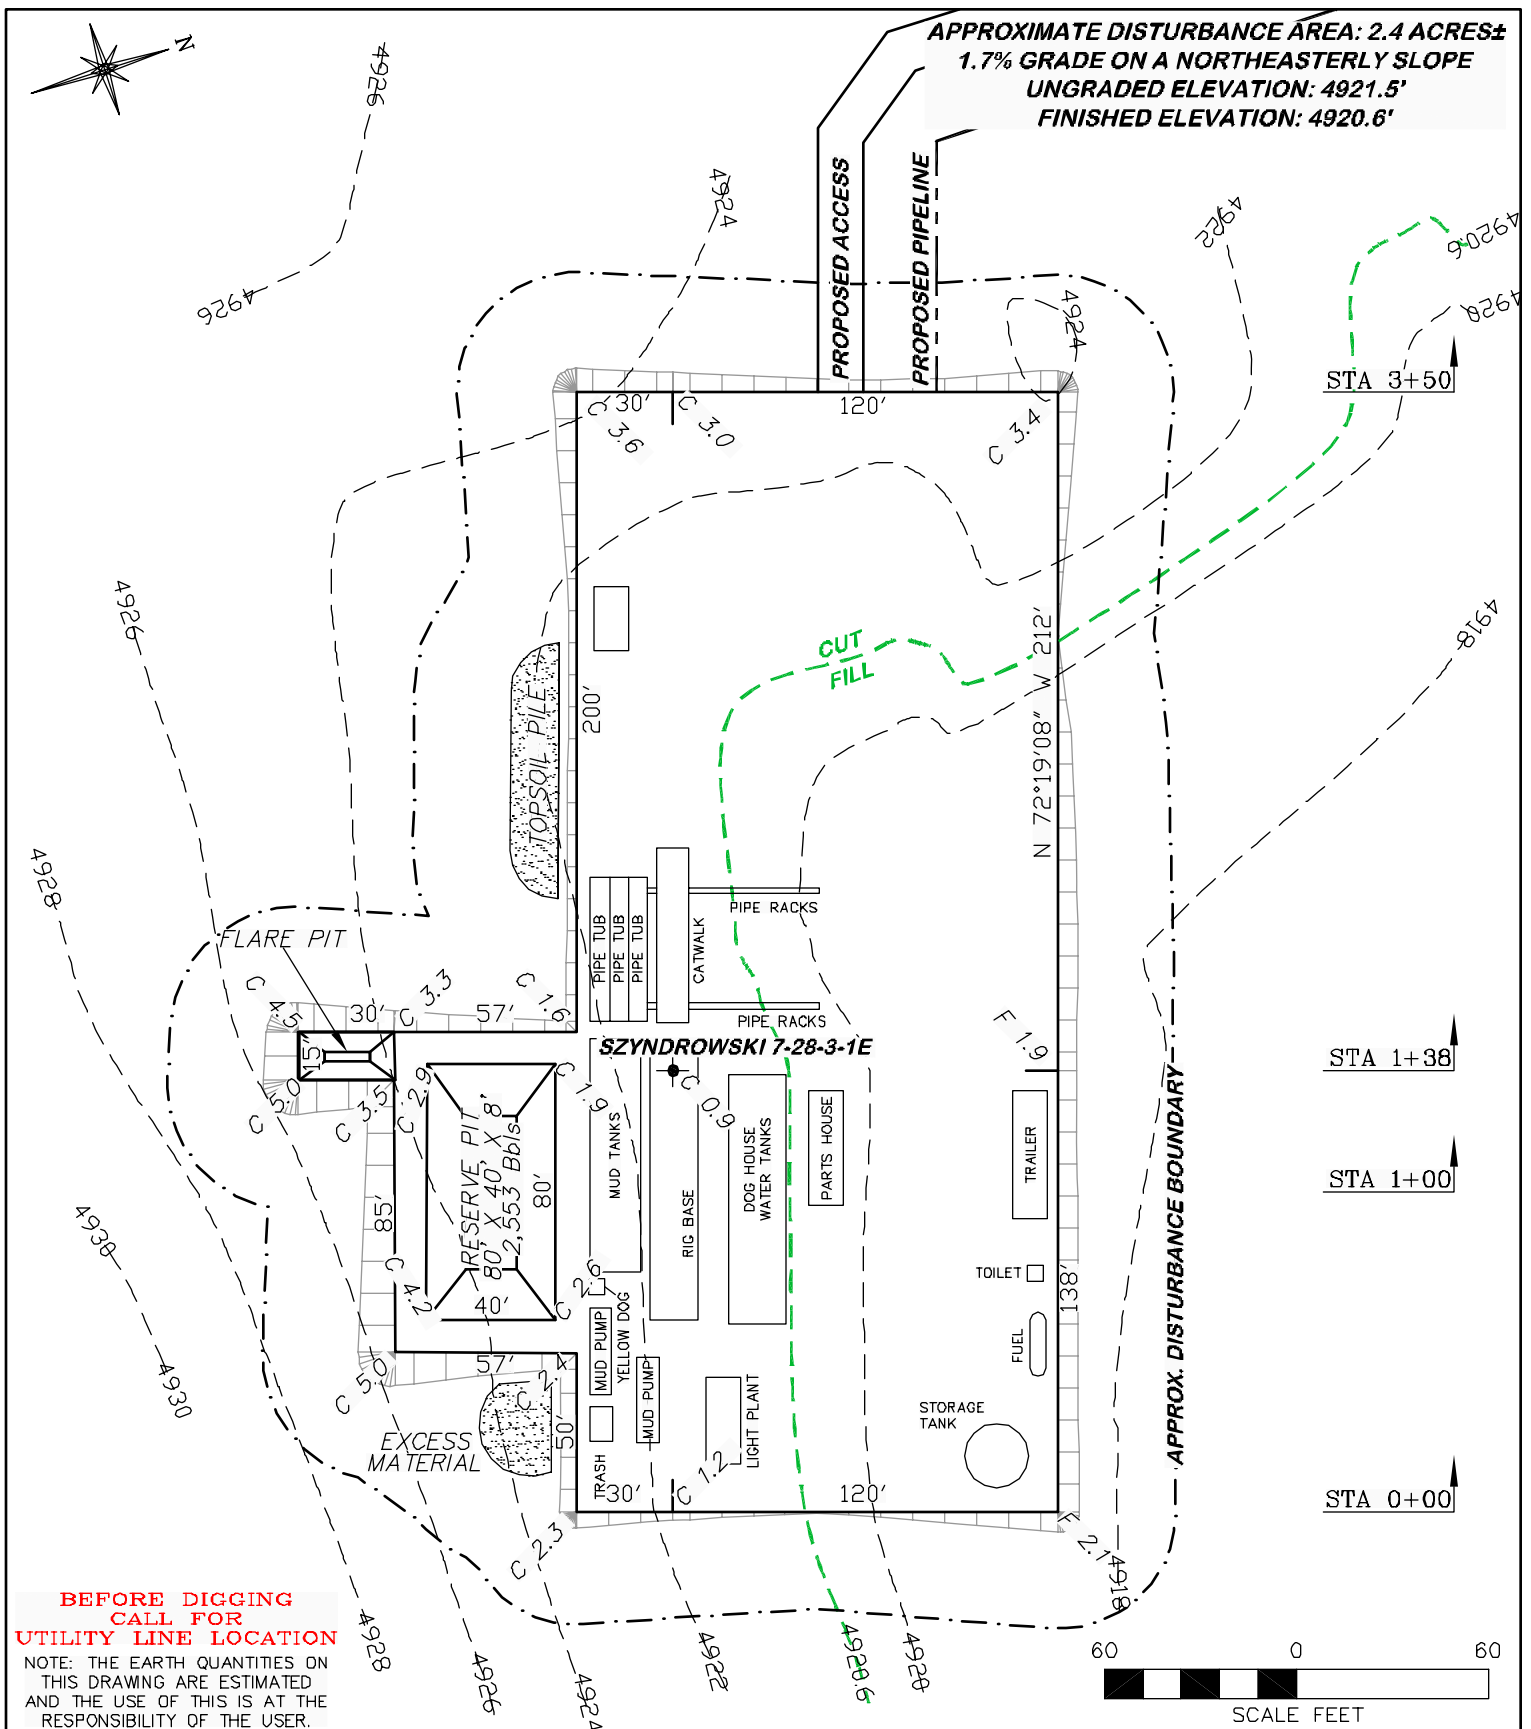 N
APPROXIMATE DISTURBANCE AREA: 2.4 ACRES±
1.7% GRADE ON A NORTHEASTERLY SLOPE
UNGRADED ELEVATION: 4921.5'
FINISHED ELEVATION: 4920.6'
4926
4924
4922
4920.6
4926
4924
4920
PROPOSED ACCESS
PROPOSED PIPELINE
STA 3+50
30'
120'
C 3.6
C 3.0
C 3.4
4926
4918
CUT
FILL
212'
N 72°19'08" W
200'
TOPSOIL PILE
4928
PIPE RACKS
PIPE TUB
PIPE TUB
PIPE TUB
CATWALK
FLARE PIT
C 4.5
30'
C 3.3
57'
C 1.6
PIPE RACKS
F 1.9
SZYNDROWSKI 7-28-3-1E
STA 1+38
15'
C 5.0
C 3.5
C 2.9
C 1.9
C 0.9
RESERVE PIT
80' X 40' X 8'
2,553 Bbls
80'
85'
MUD TANKS
RIG BASE
DOG HOUSE
WATER TANKS
PARTS HOUSE
TRAILER
APPROX. DISTURBANCE BOUNDARY
STA 1+00
4930
C 4.2
40'
C 2.6
TOILET
138'
MUD PUMP
YELLOW DOG
FUEL
57'
C 5.0
C 2.4
4930
MUD PUMP
LIGHT PLANT
STORAGE
TANK
EXCESS
MATERIAL
50'
TRASH
30'
C 1.2
120'
STA 0+00
C 2.3
F 2.1
4918
BEFORE DIGGING
CALL FOR
UTILITY LINE LOCATION
NOTE: THE EARTH QUANTITIES ON
THIS DRAWING ARE ESTIMATED
AND THE USE OF THIS IS AT THE
RESPONSIBILITY OF THE USER.
4928
4926
4924
4922
4920.6
4920
60 0 60
SCALE FEET